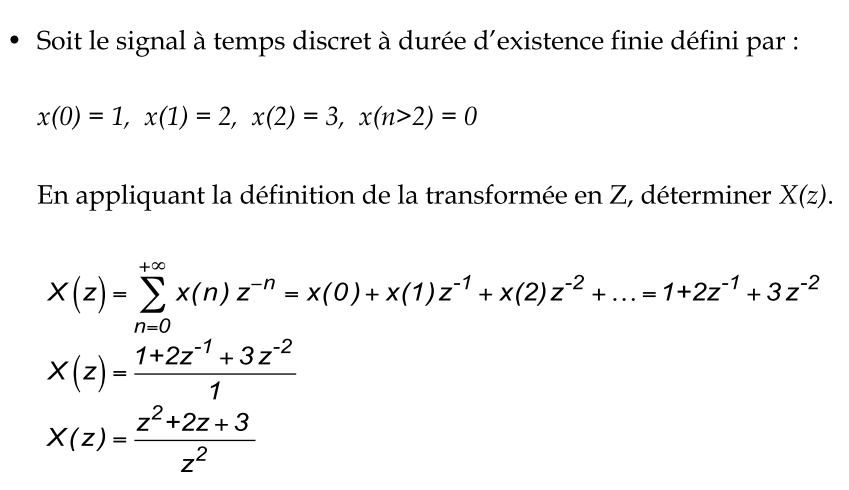 • Soit le signal à temps discret à durée d’existence finie défini par :
x(0) = 1, x(1) = 2, x(2) = 3, x(n>2) = 0
En appliquant la définition de la transformée en Z, déterminer X(z).
X(z) = ∑_{n=0}^{+∞} x(n) z^{-n} = x(0) + x(1)z^{-1} + x(2)z^{-2} + … = 1+2z^{-1} + 3z^{-2}
X(z) = \frac{1+2z^{-1} + 3z^{-2}}{1}
X(z) = \frac{z^2+2z + 3}{z^2}